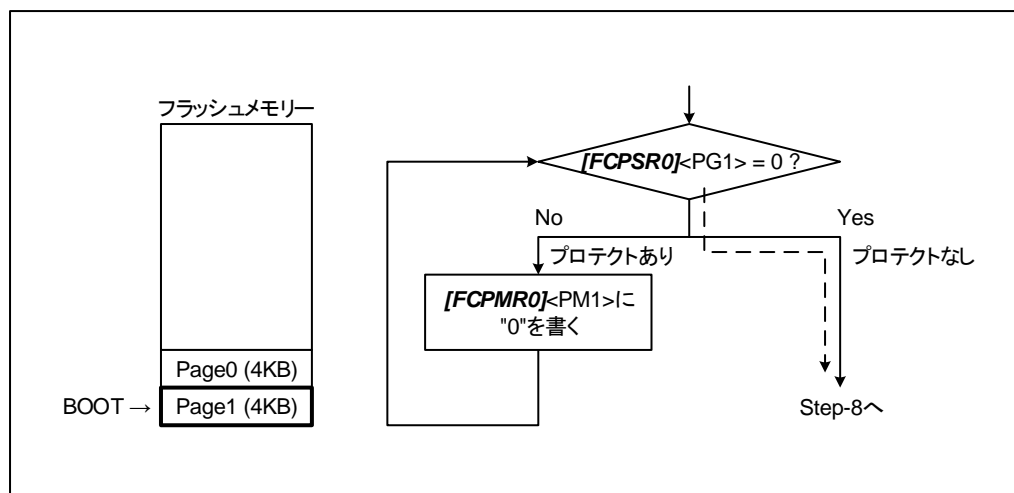 フラッシュメモリー
Page0 (4KB)
BOOT → Page1 (4KB)
[FCPSR0]<PG1> = 0 ?
No
Yes
プロテクトあり
プロテクトなし
[FCPMR0]<PM1>に
"0"を書く
Step-8へ